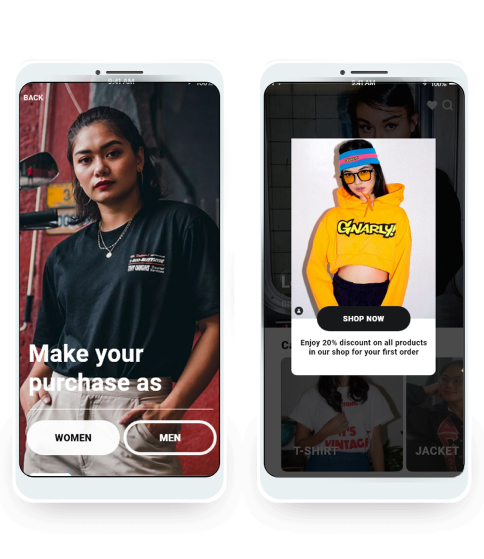 9:41 AM
100%
BACK
Make your
purchase as
WOMEN
MEN
9:41 AM
100%
GNARLY!
SHOP NOW
Enjoy 20% discount on all products
in our shop for your first order
T-SHIRT
JACKET
VINTAGE